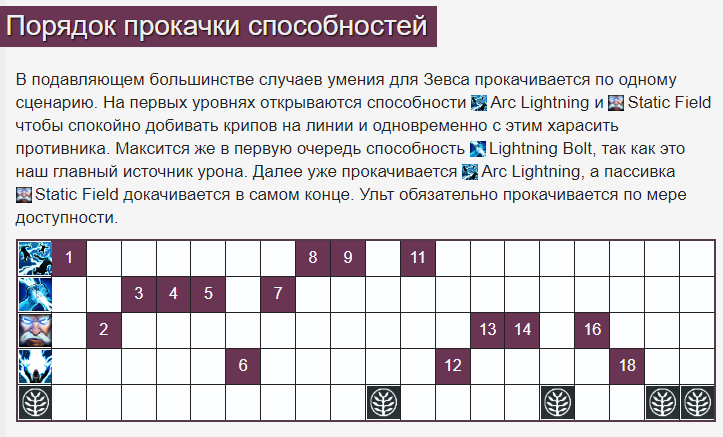 Порядок прокачки способностей
В подавляющем большинстве случаев умения для Зевса прокачивается по одному
сценарию. На первых уровнях открываются способности Arc Lightning и Static Field
чтобы спокойно добивать крипов на линии и одновременно с этим харасить
противника. Максится же в первую очередь способность Lightning Bolt, так как это
наш главный источник урона. Далее уже прокачивается Arc Lightning, а пассивка
Static Field докачивается в самом конце. Ульт обязательно прокачивается по мере
доступности.
1 8 9 11
3 4 5 7
2 13 14 16
6 12 18